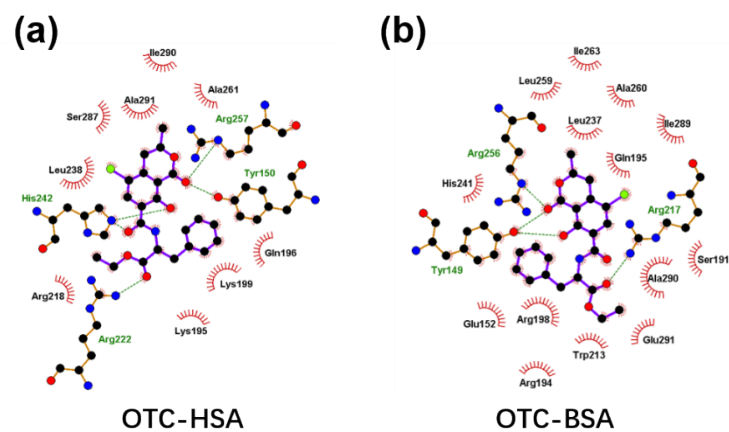 (a)
Ile290
Ala261
Ala291
Arg257
Ser287
Leu238
Tyr150
His242
Gln196
Lys199
Arg218
Lys195
Arg222
OTC-HSA
(b)
Ile263
Leu259
Ala260
Leu237
Ile289
Arg256
Gln195
His241
Arg217
Ser191
Tyr149
Ala290
Glu152
Arg198
Glu291
Trp213
Arg194
OTC-BSA